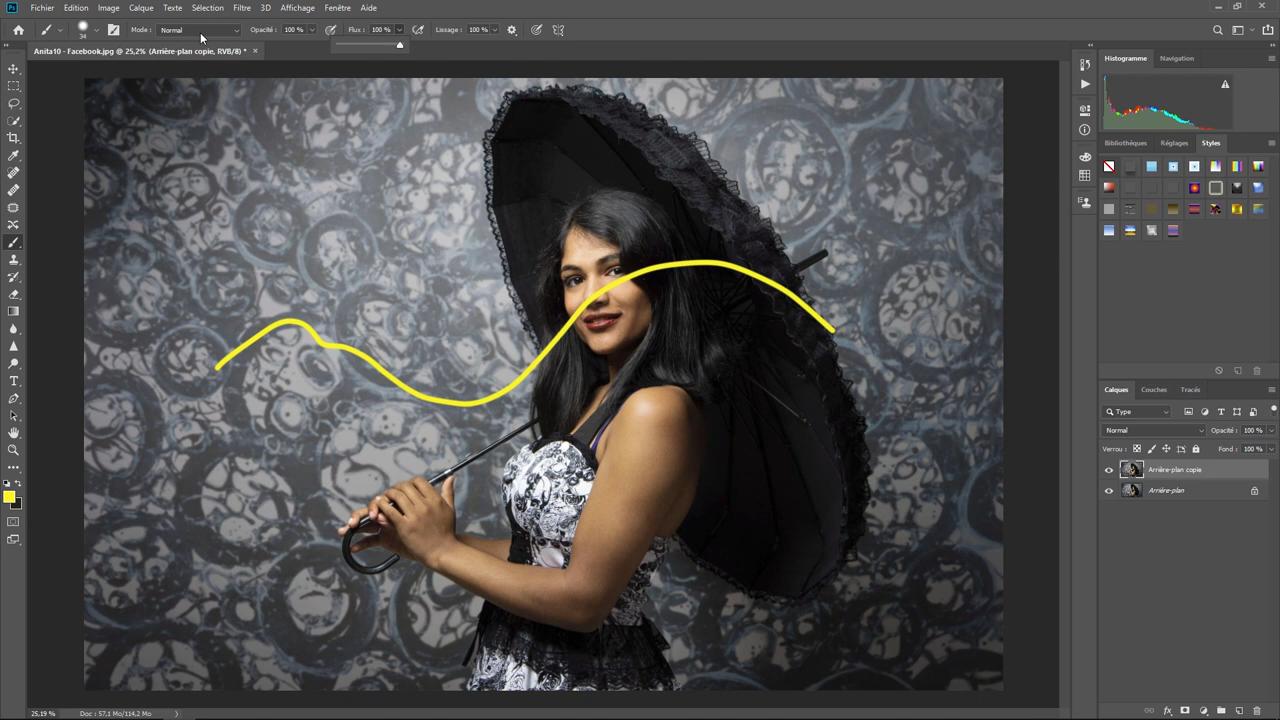 Ps Fichier Edition Image Calque Texte Sélection Filtre 3D Affichage Fenêtre Aide
34 Mode : Normal Opacité : 100 % Flux : 100 % Lissage : 100 %
Anita10 - Facebook.jpg @ 25,2% (Arrière-plan copie, RVB/8) * ×
Histogramme Navigation
Bibliothèques Réglages Styles
Calques Couches Tracés
Type
Normal Opacité : 100 %
Verrou : Fond : 100 %
Arrière-plan copie
Arrière-plan
25,19 % Doc : 57,1 Mo/114,2 Mo